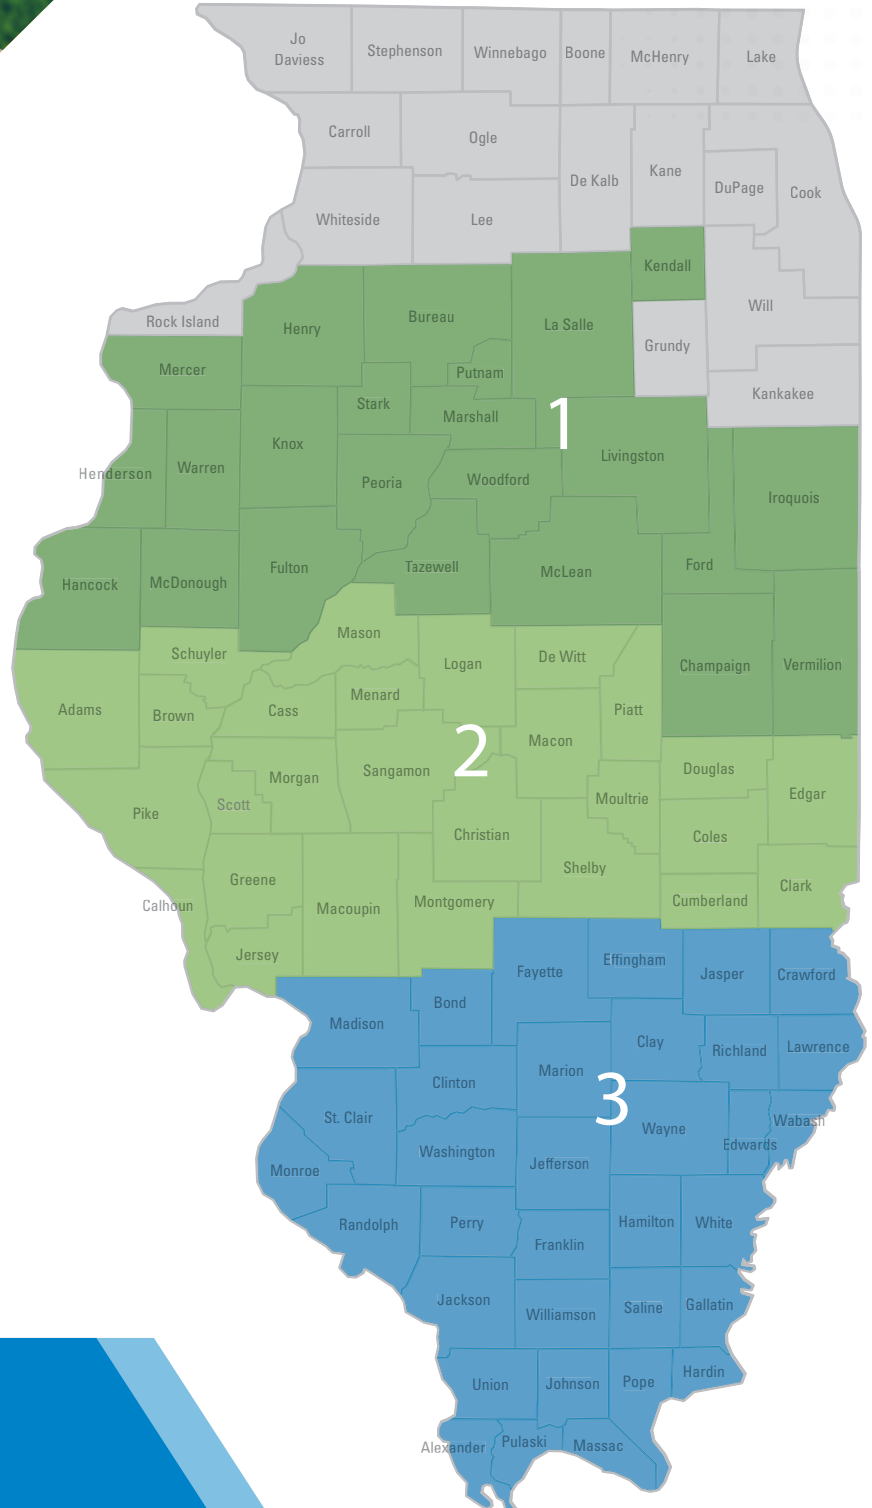 Jo
Daviess
Stephenson
Winnebago
Boone
McHenry
Lake
Carroll
Ogle
De Kalb
Kane
DuPage
Cook
Whiteside
Lee
Kendall
Rock Island
Henry
Bureau
La Salle
Will
Grundy
Mercer
Putnam
Kankakee
Stark
Marshall
1
Henderson
Warren
Knox
Peoria
Woodford
Livingston
Iroquois
Hancock
McDonough
Fulton
Tazewell
McLean
Ford
Mason
Schuyler
Logan
De Witt
Champaign
Vermilion
Adams
Brown
Cass
Menard
Piatt
Sangamon
2
Macon
Morgan
Scott
Pike
Douglas
Moultrie
Edgar
Christian
Coles
Shelby
Greene
Calhoun
Macoupin
Montgomery
Cumberland
Clark
Jersey
Fayette
Effingham
Jasper
Crawford
Bond
Madison
Clay
Richland
Lawrence
Marion
Clinton
3
St. Clair
Wayne
Wabash
Edwards
Washington
Jefferson
Monroe
Randolph
Perry
Hamilton
White
Franklin
Jackson
Williamson
Saline
Gallatin
Union
Johnson
Pope
Hardin
Alexander
Pulaski
Massac